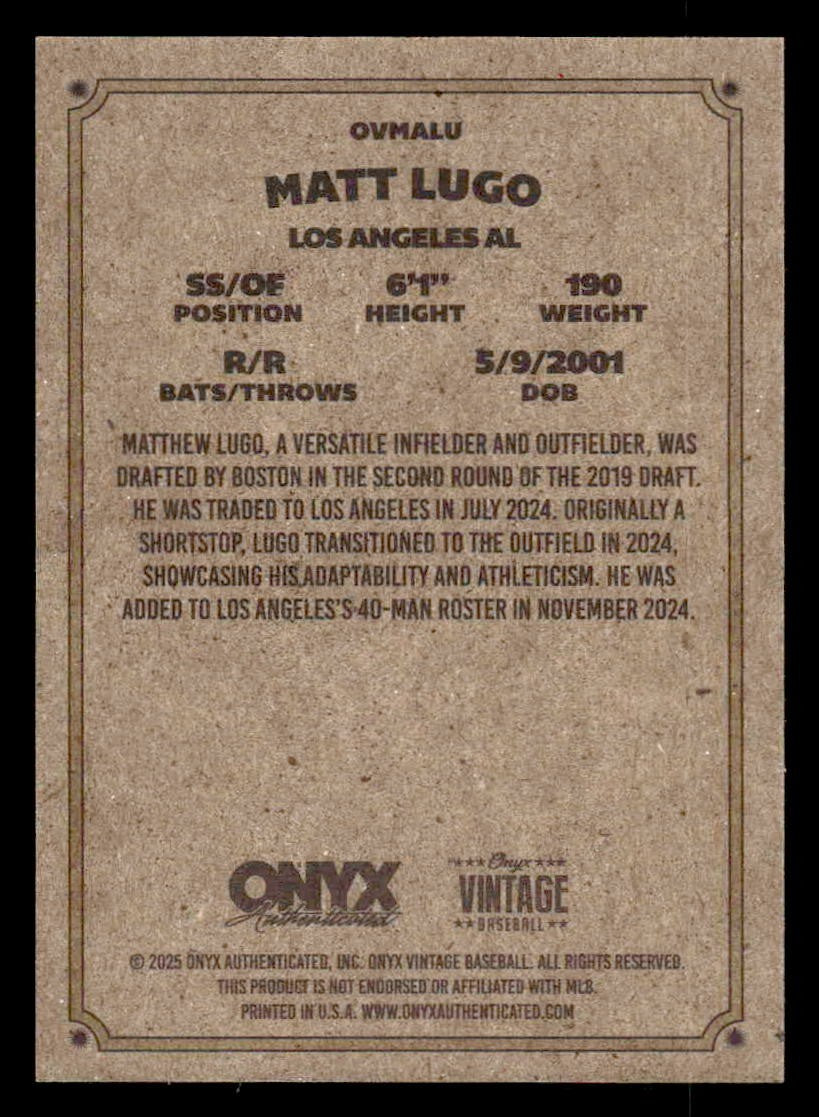 OVMALU
MATT LUGO
LOS ANGELES AL
SS/OF 6'1" 190
POSITION HEIGHT WEIGHT
R/R 5/9/2001
BATS/THROWS DOB
MATTHEW LUGO, A VERSATILE INFIELDER AND OUTFIELDER, WAS
DRAFTED BY BOSTON IN THE SECOND ROUND OF THE 2019 DRAFT.
HE WAS TRADED TO LOS ANGELES IN JULY 2024. ORIGINALLY A
SHORTSTOP, LUGO TRANSITIONED TO THE OUTFIELD IN 2024,
SHOWCASING HIS ADAPTABILITY AND ATHLETICISM. HE WAS
ADDED TO LOS ANGELES'S 40-MAN ROSTER IN NOVEMBER 2024.
ONYX
Authenticated
Onyx
VINTAGE
BASEBALL
© 2025 ONYX AUTHENTICATED, INC. ONYX VINTAGE BASEBALL. ALL RIGHTS RESERVED.
THIS PRODUCT IS NOT ENDORSED OR AFFILIATED WITH MLB.
PRINTED IN U.S.A. WWW.ONYXAUTHENTICATED.COM